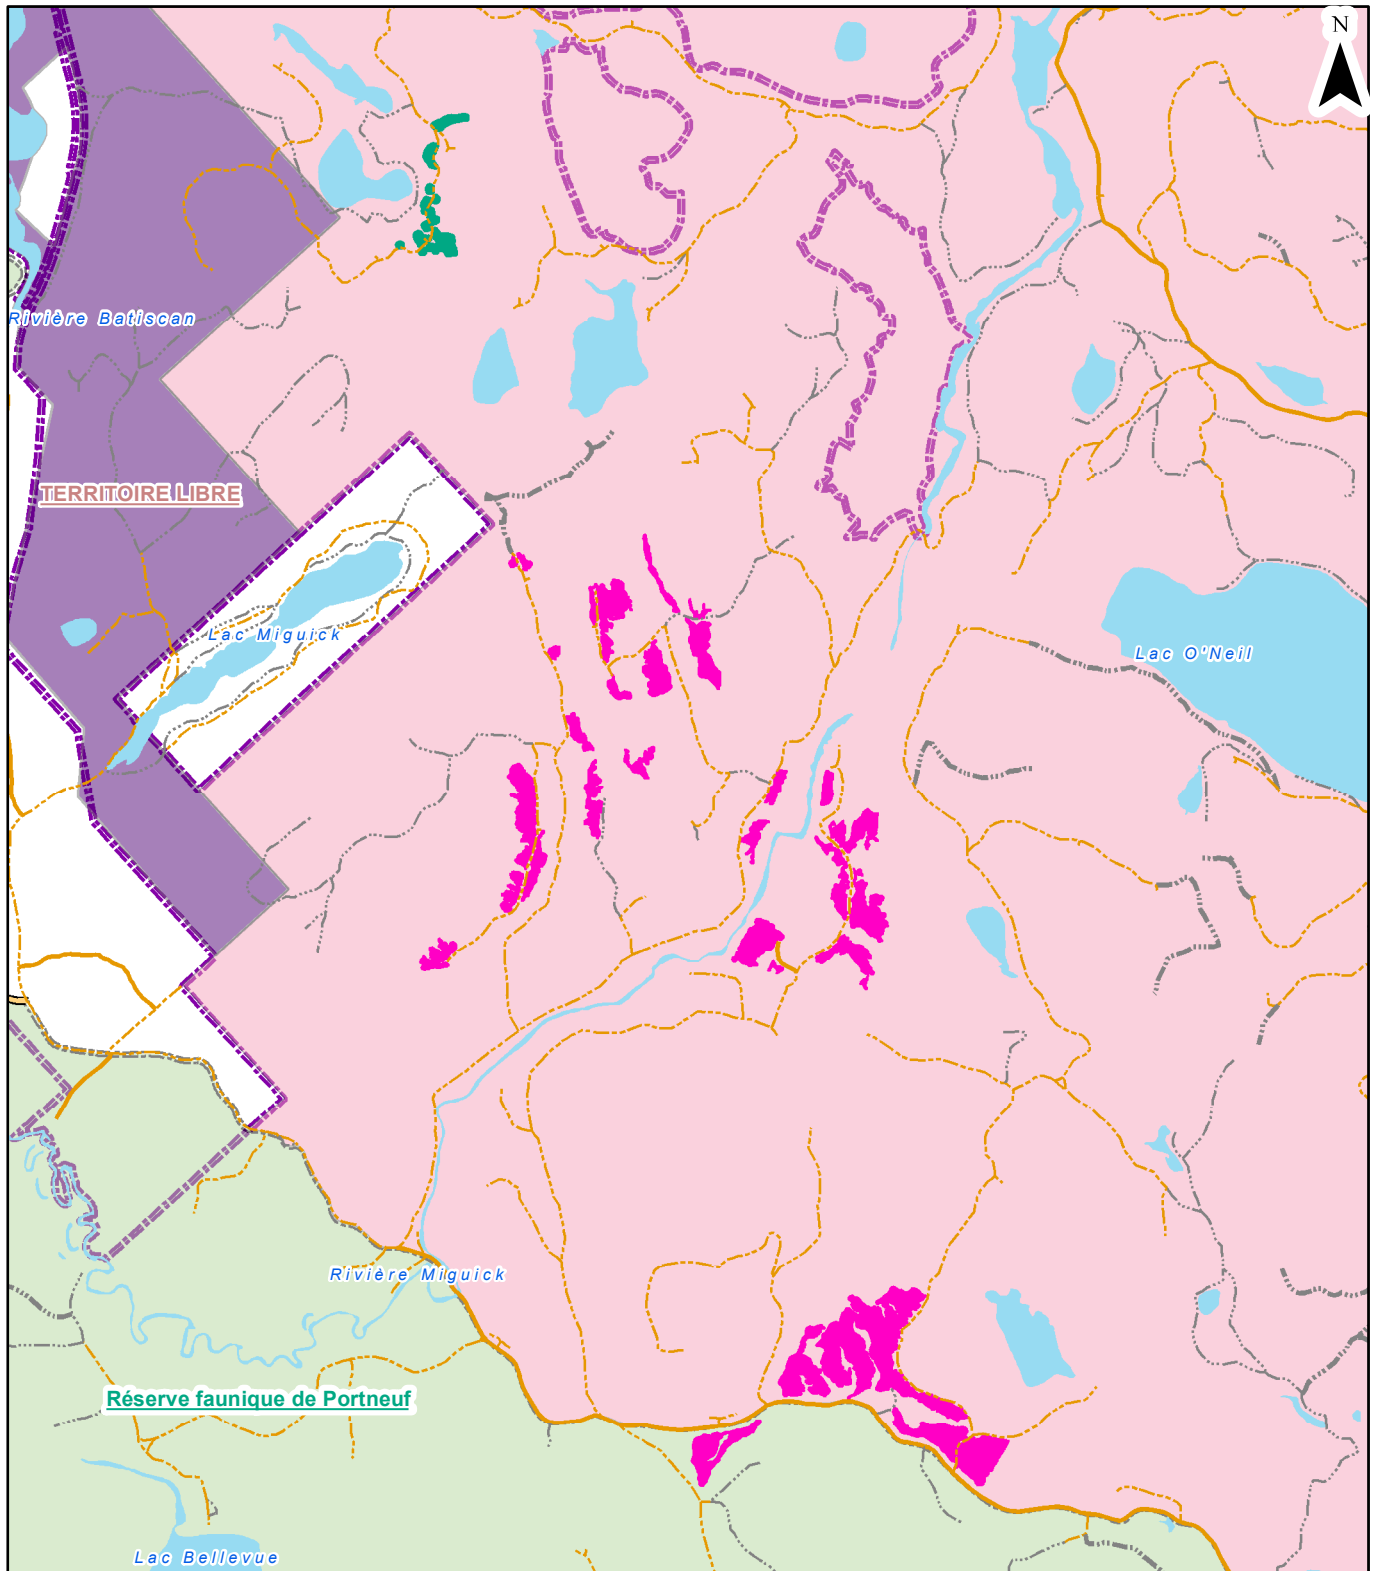 N
Rivière Batiscan
TERRITOIRE LIBRE
Lac Miguick
Lac O'Neil
Rivière Miguick
Réserve faunique de Portneuf
Lac Bellevue